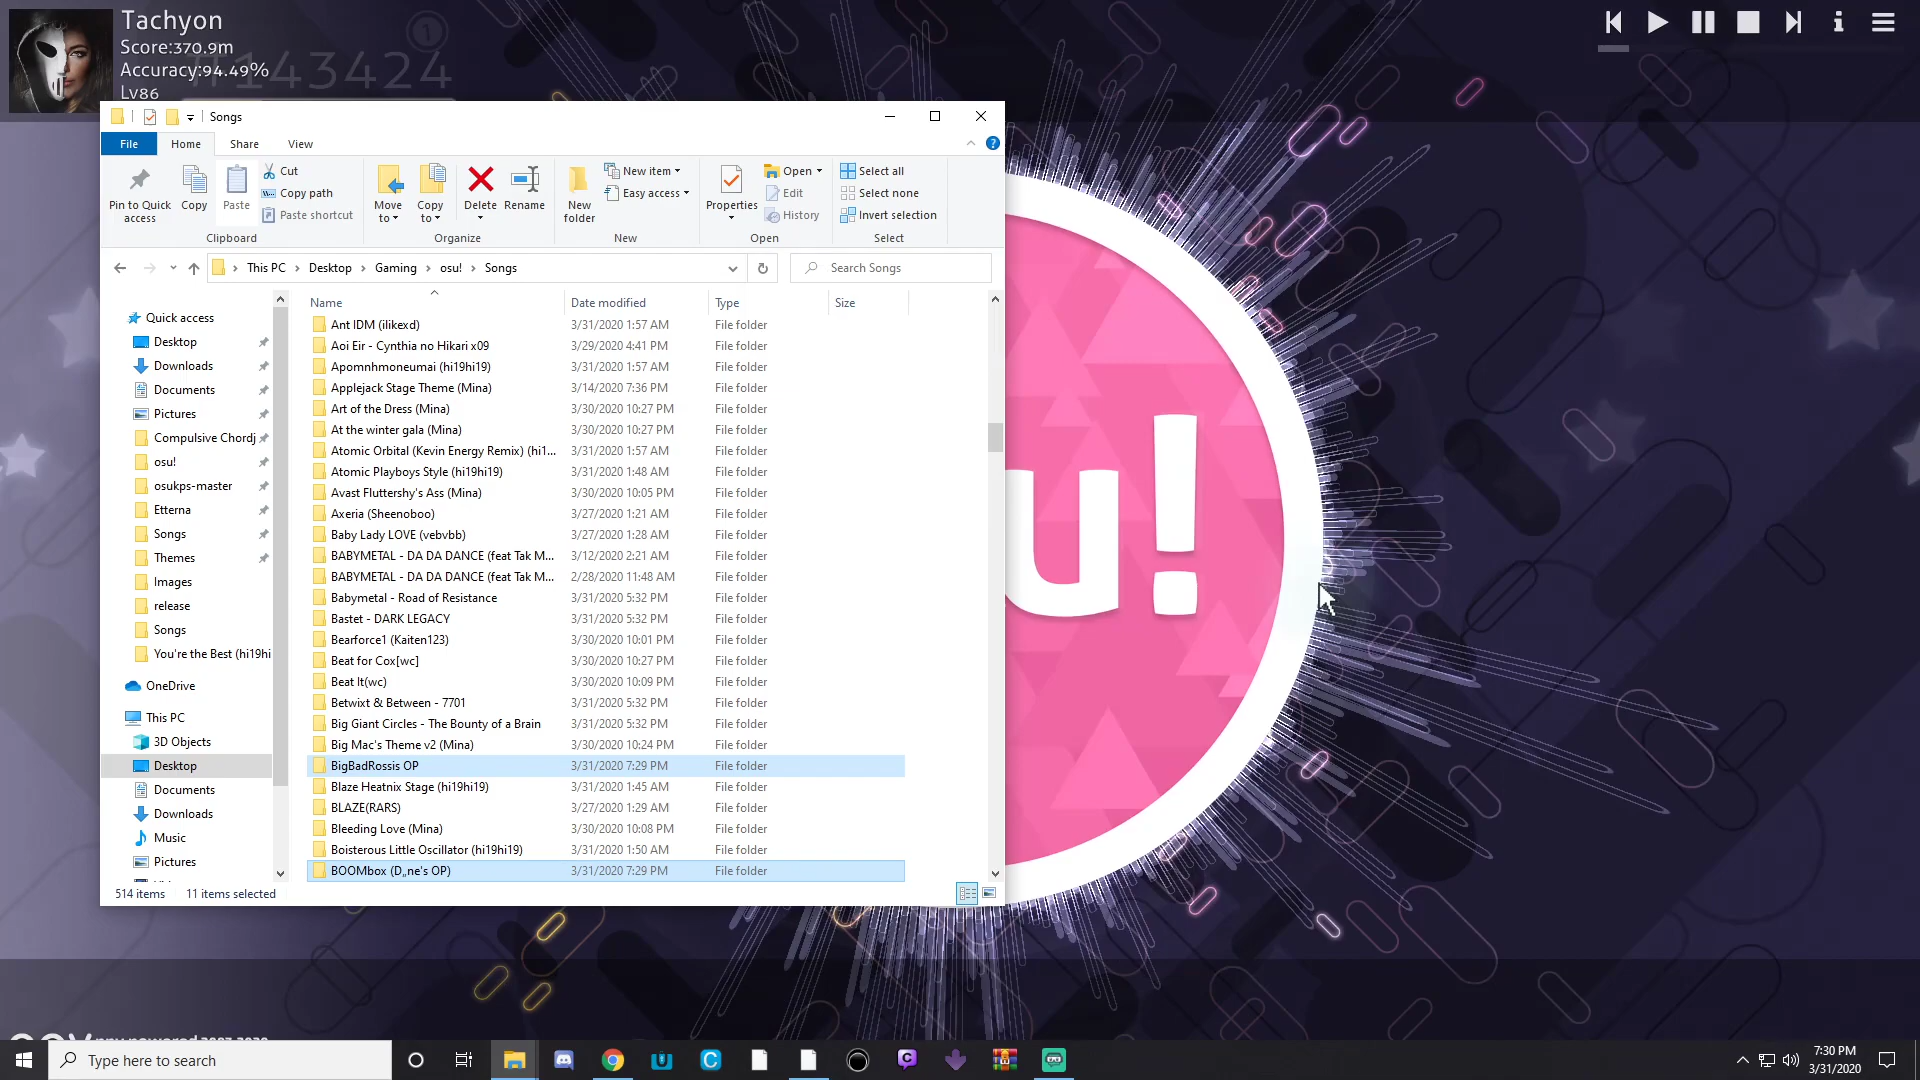 Tachyon
Score:370.9m
Accuracy:94.49%
Lv86
#143424
1
Songs
File
Home
Share
View
Pin to Quick access
Copy
Paste
Cut
Copy path
Paste shortcut
Clipboard
Move to
Copy to
Delete
Rename
Organize
New folder
New item
Easy access
New
Properties
Open
Edit
History
Open
Select all
Select none
Invert selection
Select
This PC > Desktop > Gaming > osu! > Songs
Search Songs
Name Date modified Type Size
Ant IDM (ilikexd) 3/31/2020 1:57 AM File folder
Aoi Eir - Cynthia no Hikari x09 3/29/2020 4:41 PM File folder
Apomnhmoneumai (hi19hi19) 3/31/2020 1:57 AM File folder
Applejack Stage Theme (Mina) 3/14/2020 7:36 PM File folder
Art of the Dress (Mina) 3/30/2020 10:27 PM File folder
At the winter gala (Mina) 3/30/2020 10:27 PM File folder
Atomic Orbital (Kevin Energy Remix) (hi1... 3/31/2020 1:57 AM File folder
Atomic Playboys Style (hi19hi19) 3/31/2020 1:48 AM File folder
Avast Fluttershy's Ass (Mina) 3/30/2020 10:05 PM File folder
Axeria (Sheenoboo) 3/27/2020 1:21 AM File folder
Baby Lady LOVE (vebvbb) 3/27/2020 1:28 AM File folder
BABYMETAL - DA DA DANCE (feat Tak M... 3/12/2020 2:21 AM File folder
BABYMETAL - DA DA DANCE (feat Tak M... 2/28/2020 11:48 AM File folder
Babymetal - Road of Resistance 3/31/2020 5:32 PM File folder
Bastet - DARK LEGACY 3/31/2020 5:32 PM File folder
Bearforce1 (Kaiten123) 3/30/2020 10:01 PM File folder
Beat for Cox[wc] 3/30/2020 10:27 PM File folder
Beat It(wc) 3/30/2020 10:09 PM File folder
Betwixt & Between - 7701 3/31/2020 5:32 PM File folder
Big Giant Circles - The Bounty of a Brain 3/31/2020 5:32 PM File folder
Big Mac's Theme v2 (Mina) 3/30/2020 10:24 PM File folder
BigBadRossis OP 3/31/2020 7:29 PM File folder
Blaze Heatnix Stage (hi19hi19) 3/31/2020 1:45 AM File folder
BLAZE(RARS) 3/27/2020 1:29 AM File folder
Bleeding Love (Mina) 3/30/2020 10:08 PM File folder
Boisterous Little Oscillator (hi19hi19) 3/31/2020 1:50 AM File folder
BOOMbox (D„ne's OP) 3/31/2020 7:29 PM File folder
Quick access
Desktop
Downloads
Documents
Pictures
Compulsive Chordj
osu!
osukps-master
Etterna
Songs
Themes
Images
release
Songs
You're the Best (hi19hi
OneDrive
This PC
3D Objects
Desktop
Documents
Downloads
Music
Pictures
514 items 11 items selected
u!
Type here to search
7:30 PM
3/31/2020